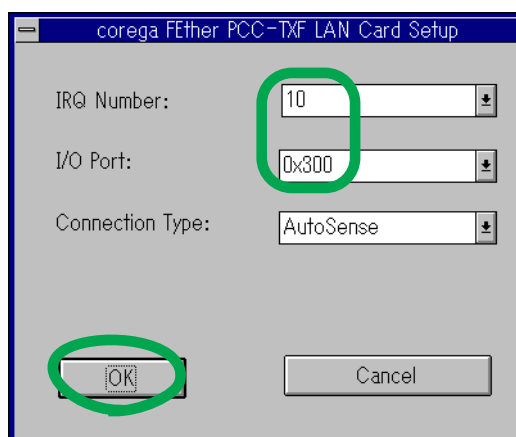 corega FEther PCC-TXF LAN Card Setup
IRQ Number: 10
I/O Port: 0x300
Connection Type: AutoSense
OK Cancel